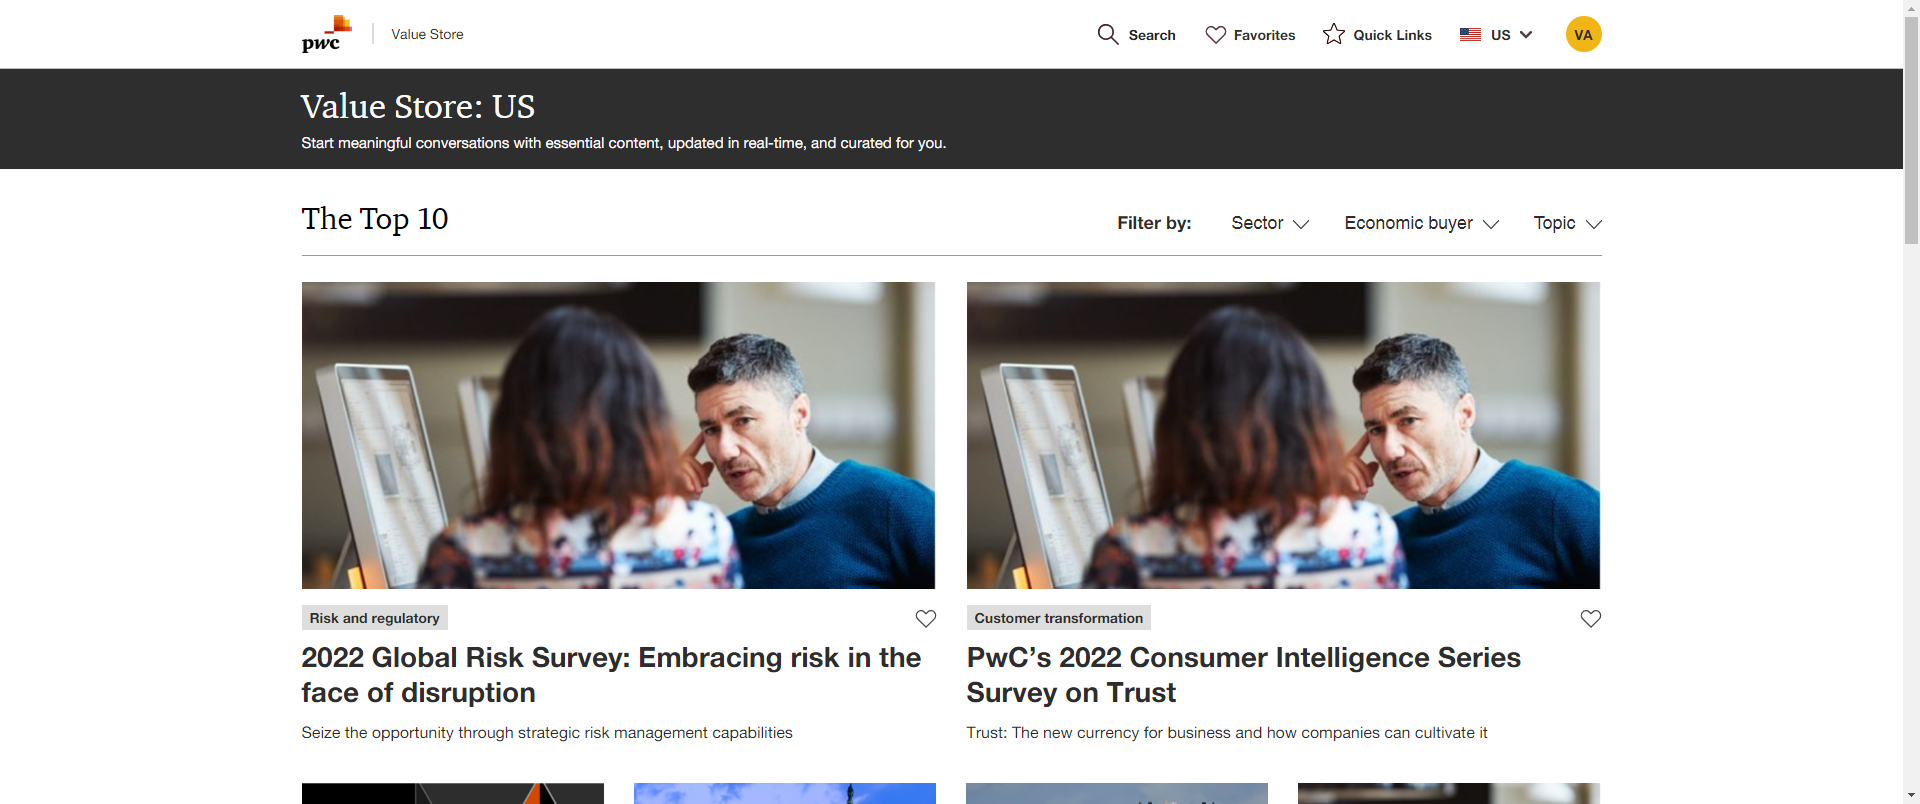 pwc
Value Store
Search
Favorites
Quick Links
US
VA
Value Store: US
Start meaningful conversations with essential content, updated in real-time, and curated for you.
The Top 10
Filter by:
Sector
Economic buyer
Topic
Risk and regulatory
2022 Global Risk Survey: Embracing risk in the
face of disruption
Seize the opportunity through strategic risk management capabilities
Customer transformation
PwC’s 2022 Consumer Intelligence Series
Survey on Trust
Trust: The new currency for business and how companies can cultivate it